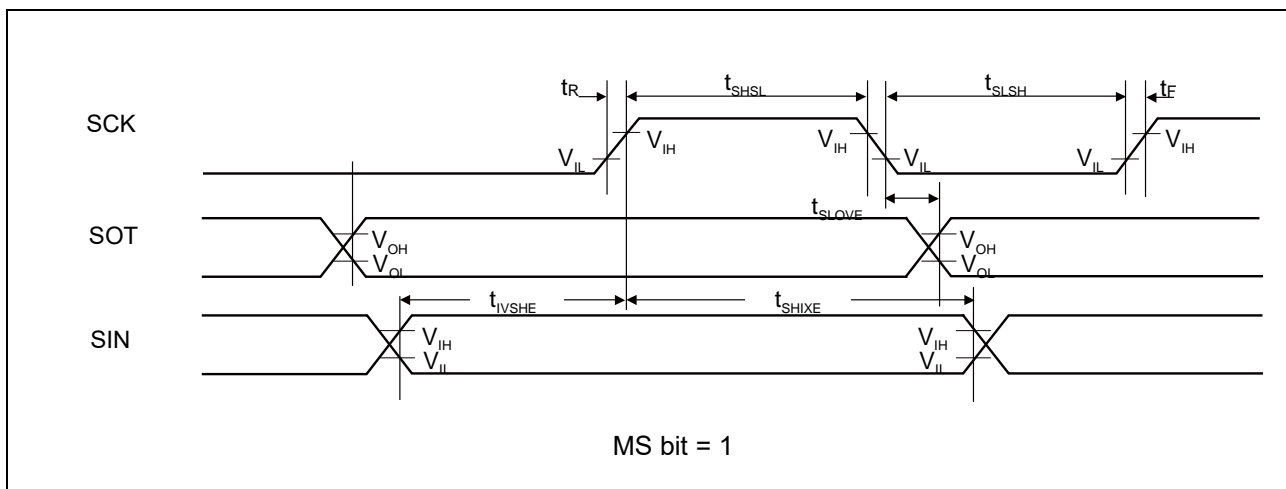 tR tSHSL tSLSH tF
SCK
VIH VIH VIH
VIL VIL VIL
tSLOVE
SOT
VOH VOH
VOL VOL
tIVSHE tSHIXE
SIN
VIH VIH
VIL VIL
MS bit = 1